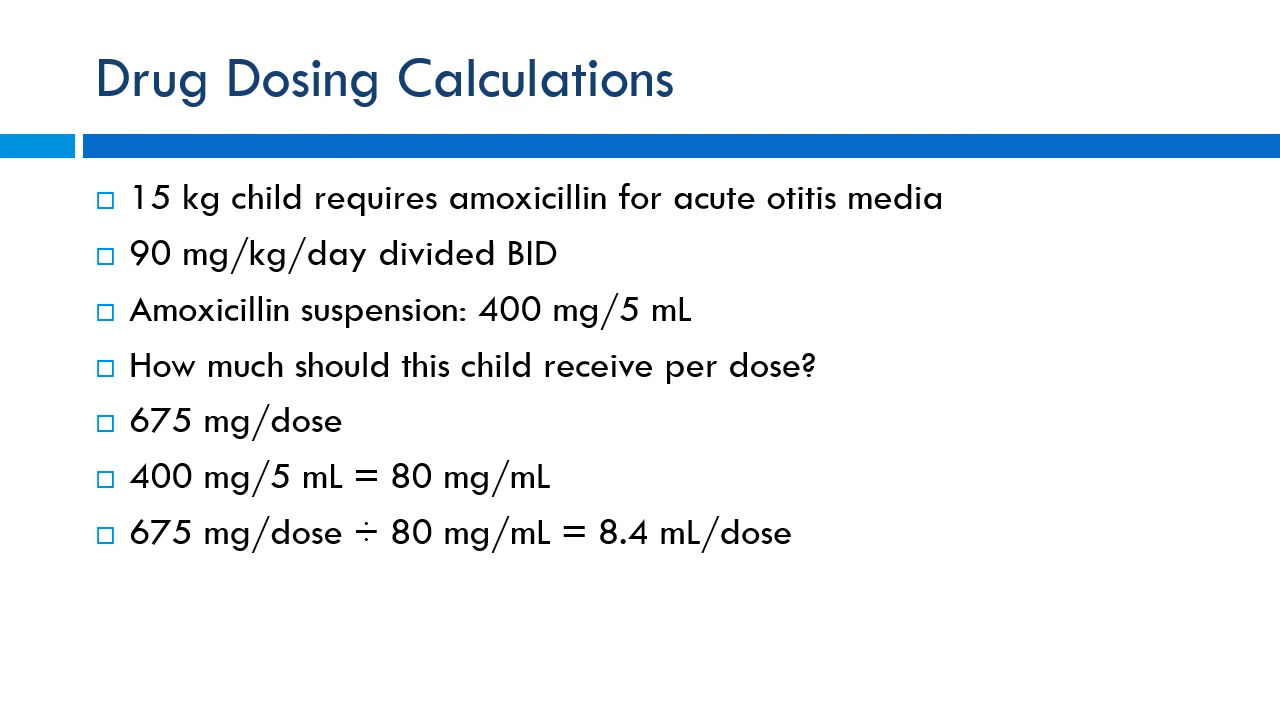 Drug Dosing Calculations
15 kg child requires amoxicillin for acute otitis media
90 mg/kg/day divided BID
Amoxicillin suspension: 400 mg/5 mL
How much should this child receive per dose?
675 mg/dose
400 mg/5 mL = 80 mg/mL
675 mg/dose ÷ 80 mg/mL = 8.4 mL/dose